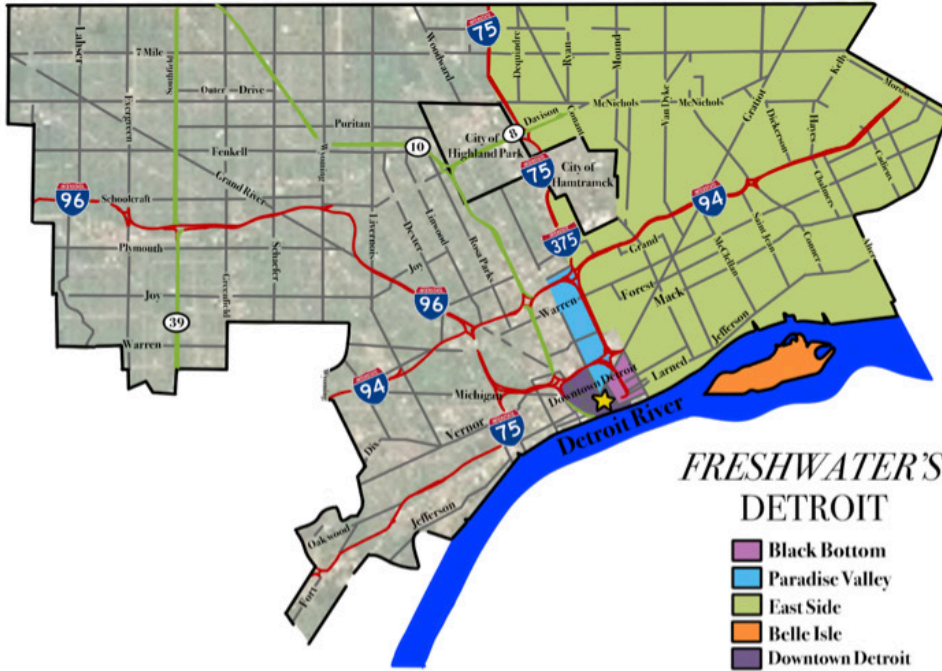 INTERSTATE
75
Lahser
7 Mile
Southfield
Woodward
Dequindre
Ryan
Mound
Kelly
Outer Drive
Evergreen
McNichols
Van Dyke
McNichols
Gratiot
Morow
Puritan
Davison
Conant
Dickerson
Hayes
8
City of
Highland Park
10
Fenkell
Wyoming
Grand River
75
City of
Hamtramck
Chalmers
Cadieux
96
Schoolcraft
94
Livernois
Dexter
Linwood
Rosa Park
375
Grand
McClellan
Saint Jean
Conner
Alter
Plymouth
Greenfield
Schaefer
Joy
Forest
Mack
Joy
96
Warren
Jefferson
39
Warren
Larned
94
Wyoming
Michigan
Downtown Detroit
Vernor
75
Dix
Detroit River
Jefferson
Oakwood
Fort
FRESHWATER'S
DETROIT
Black Bottom
Paradise Valley
East Side
Belle Isle
Downtown Detroit